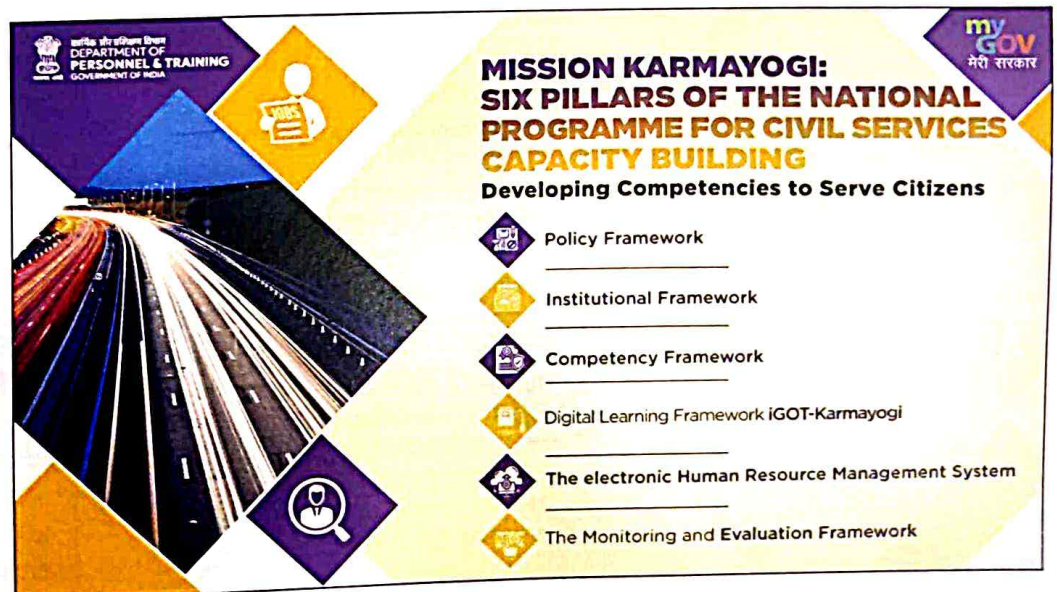 कार्मिक और प्रशिक्षण विभाग
DEPARTMENT OF
PERSONNEL & TRAINING
GOVERNMENT OF INDIA
JOBS
my
GOV
मेरी सरकार
MISSION KARMAYOGI:
SIX PILLARS OF THE NATIONAL
PROGRAMME FOR CIVIL SERVICES
CAPACITY BUILDING
Developing Competencies to Serve Citizens
Policy Framework
Institutional Framework
Competency Framework
Digital Learning Framework iGOT-Karmayogi
The electronic Human Resource Management System
The Monitoring and Evaluation Framework